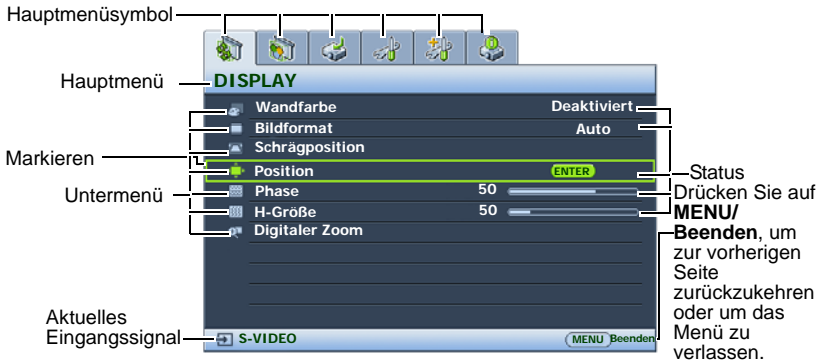 Hauptmenüsymbol
Hauptmenü
DISPLAY
Wandfarbe Deaktiviert
Bildformat Auto
Schrägposition
Markieren
Position ENTER
Status
Untermenü
Phase 50
H-Größe 50
Digitaler Zoom
Drücken Sie auf
MENU/
Beenden, um
zur vorherigen
Seite
zurückzukehren
oder um das
Menü zu
verlassen.
Aktuelles
Eingangssignal
S-VIDEO
MENU Beenden